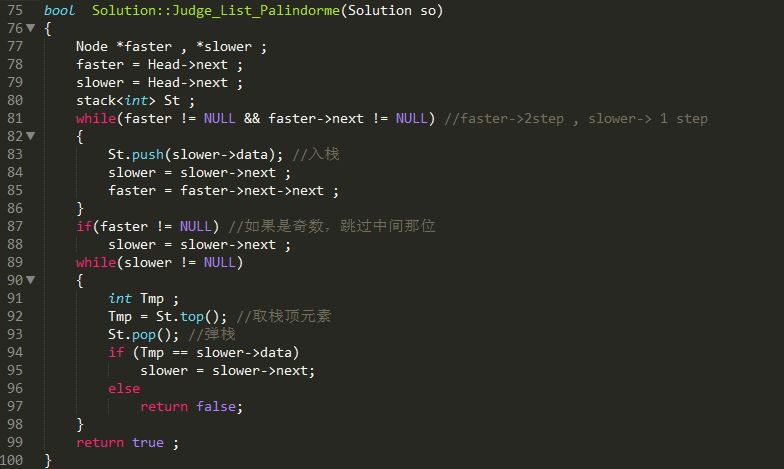 75 bool  Solution::Judge_List_Palindorme(Solution so)
76 {
77     Node *faster , *slower ;
78     faster = Head->next ;
79     slower = Head->next ;
80     stack<int> St ;
81     while(faster != NULL && faster->next != NULL) //faster->2step , slower-> 1 step
82     {
83         St.push(slower->data); //入栈
84         slower = slower->next ;
85         faster = faster->next->next ;
86     }
87     if(faster != NULL) //如果是奇数，跳过中间那位
88         slower = slower->next ;
89     while(slower != NULL)
90     {
91         int Tmp ;
92         Tmp = St.top(); //取栈顶元素
93         St.pop(); //弹栈
94         if (Tmp == slower->data)
95             slower = slower->next;
96         else
97             return false;
98     }
99     return true ;
100 }